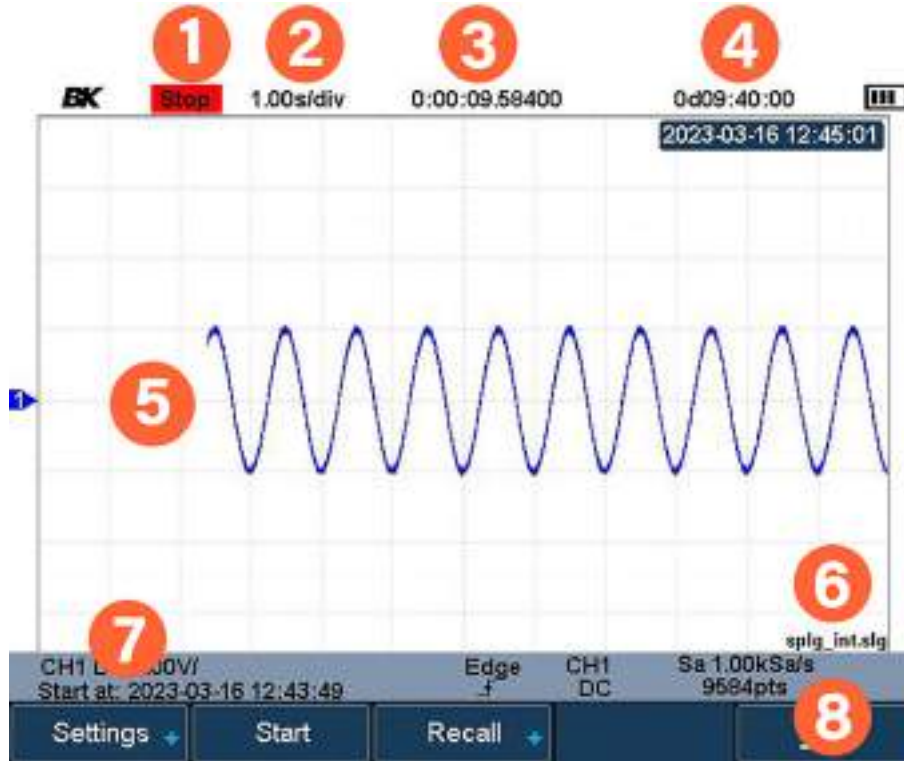 1 2 3 4
BK Stop 1.00s/div 0:00:09.58400 0d09:40:00
2023-03-16 12:45:01
5
1
6
splg_int.slg
7
CH1 Edge CH1 Sa 1.00kSa/s
Start at: 2023-03-16 12:43:49 DC 9584pts
8
Settings Start Recall